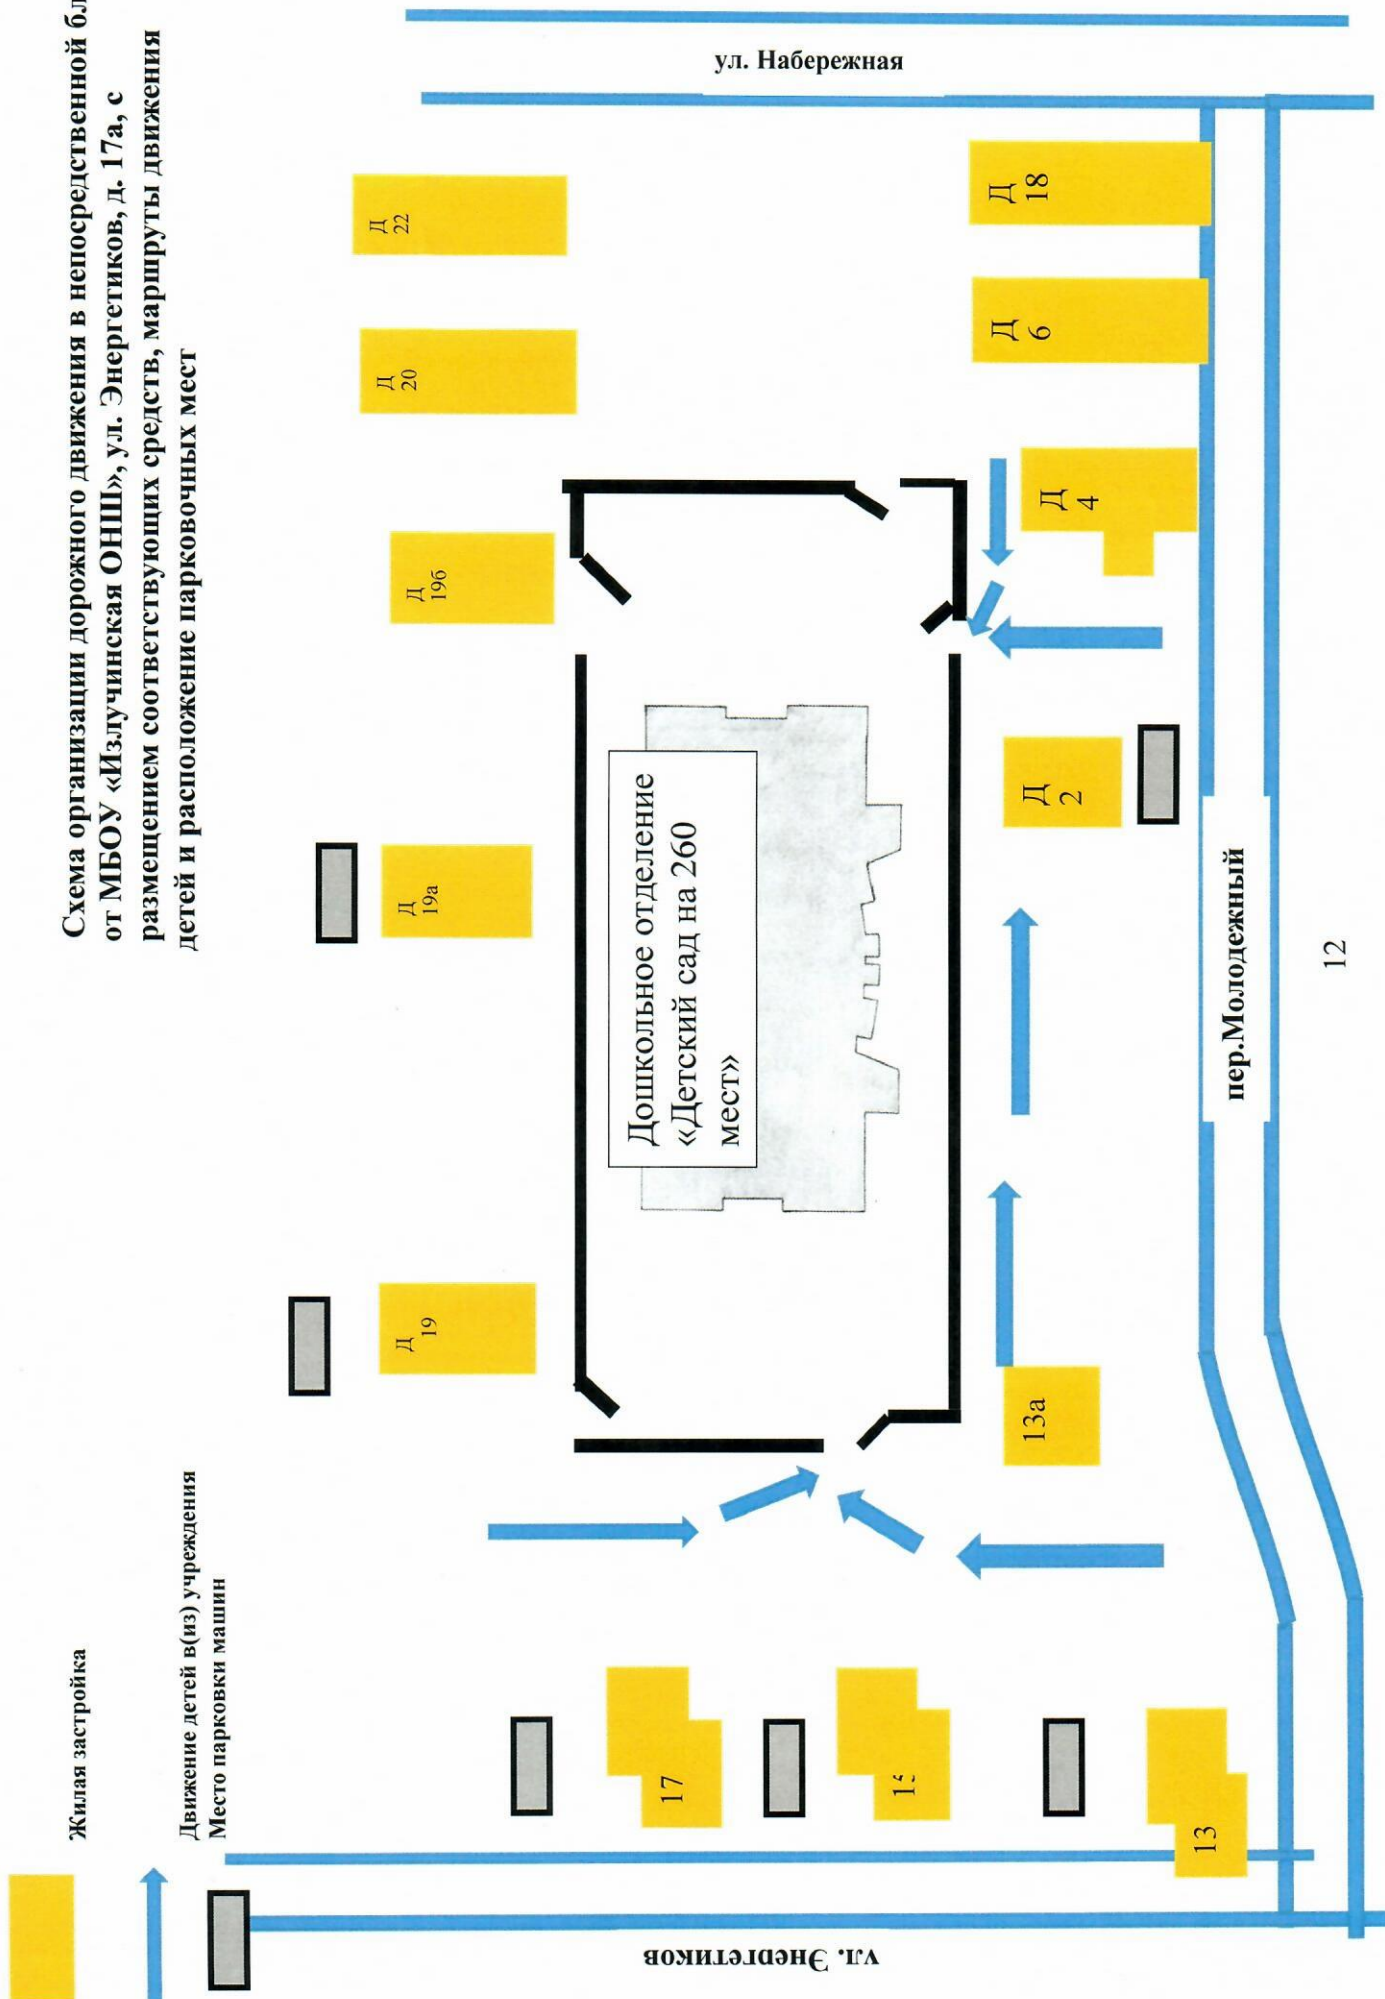 Схема организации дорожного движения в непосредственной бл
от МБОУ «Излучинская ОНШ», ул. Энергетиков, д. 17а, с
размещением соответствующих средств, маршруты движения
детей и расположение парковочных мест
Жилая застройка
Движение детей в(из) учреждения
Место парковки машин
ул. Набережная
Д
22
Д
20
Д
19б
Д
19а
Д
19
Д
18
Д
6
Д
4
Д
2
13а
Дошкольное отделение
«Детский сад на 260
мест»
17
15
13
пер.Молодежный
ул. Энергетиков
12